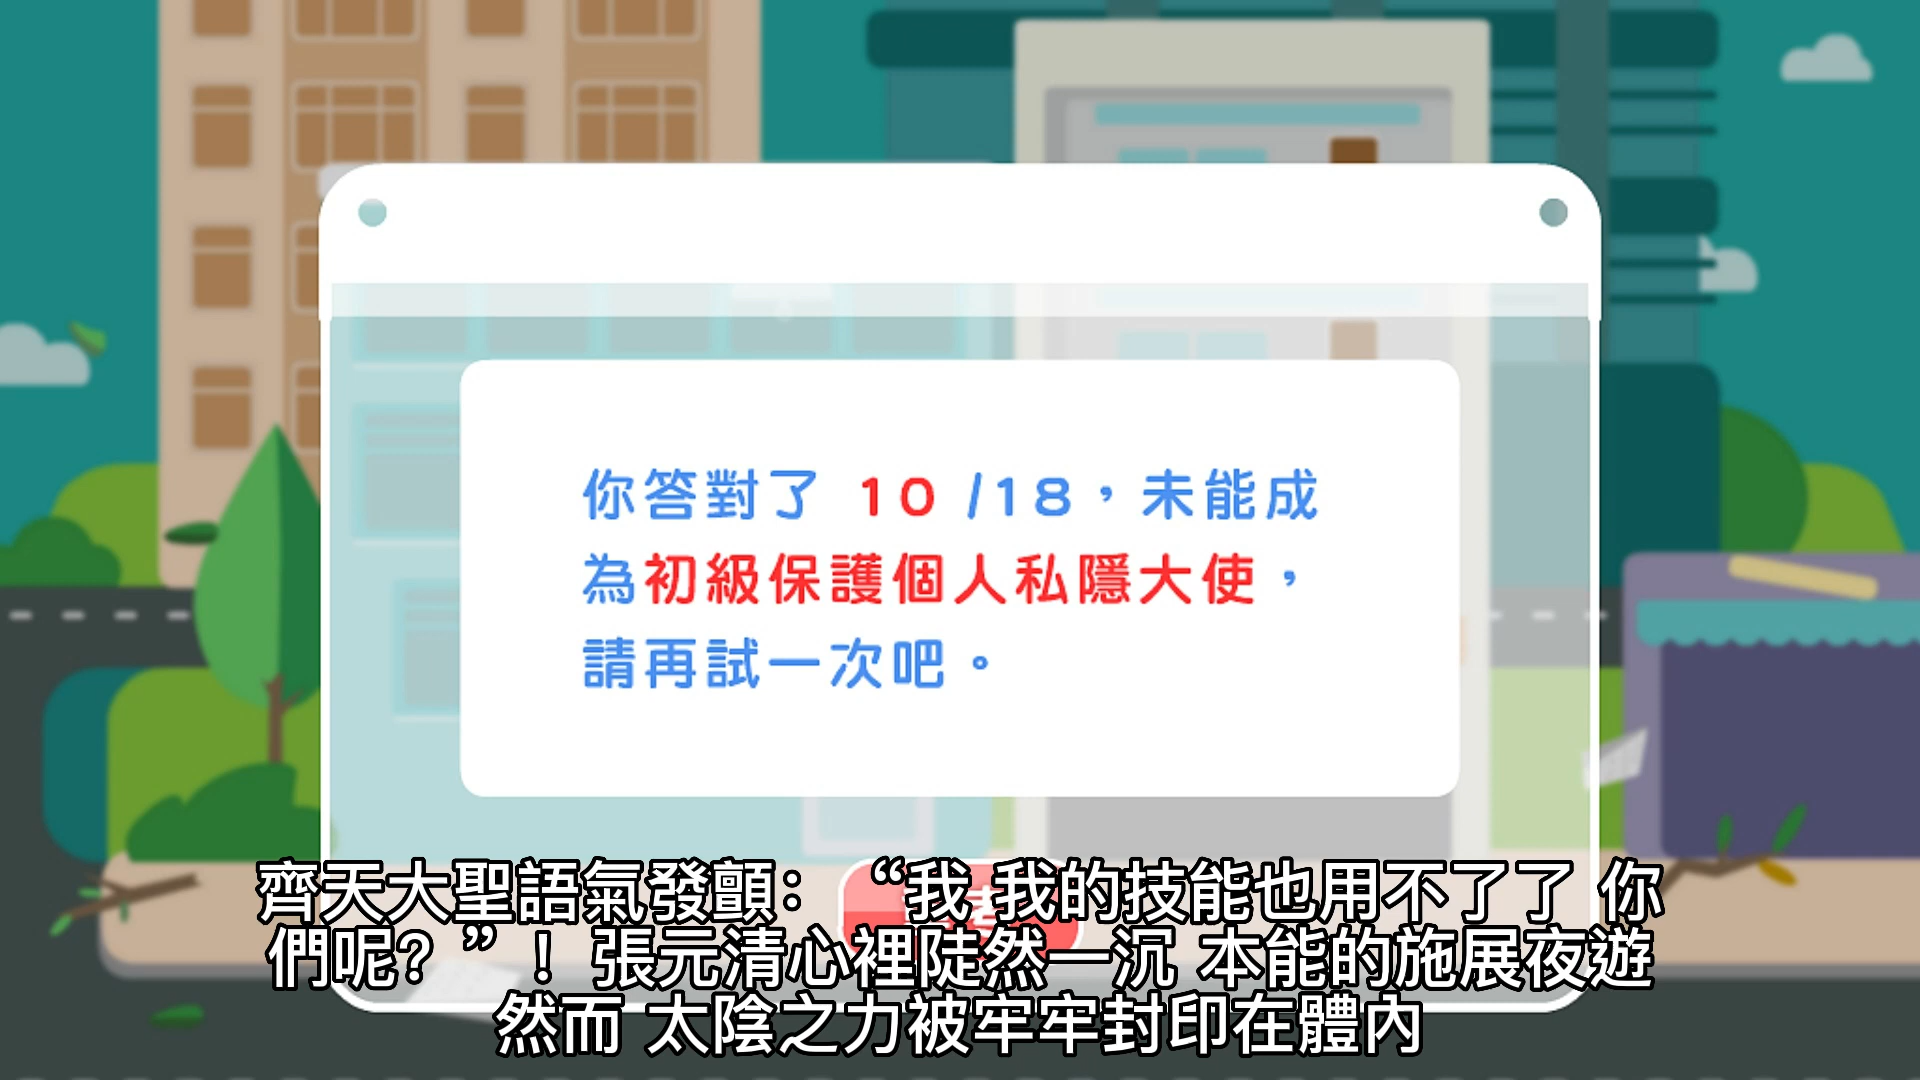 你答對了 10 /18，未能成
為初級保護個人私隱大使，
請再試一次吧。
齊天大聖語氣發顫：“我 我的技能也用不了了 你
們呢？”！張元清心裡陡然一沉 本能的施展夜遊
然而 太陰之力被牢牢封印在體內